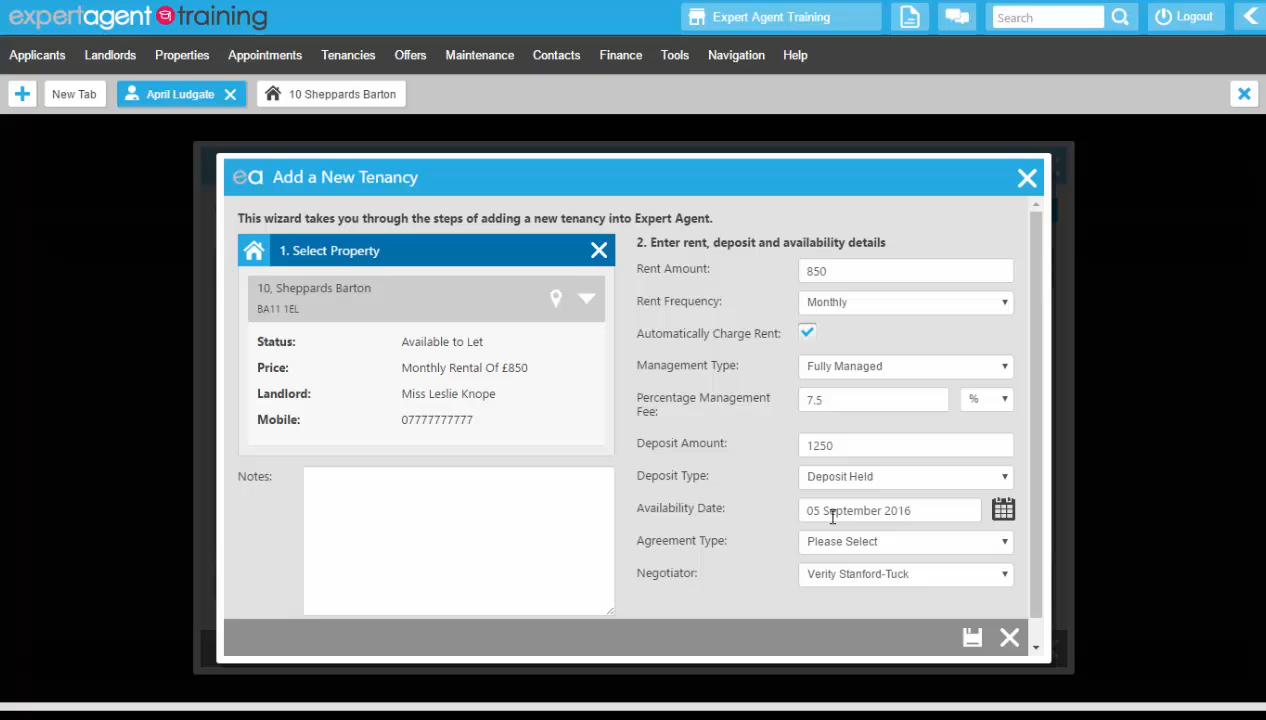 expertagent training
Expert Agent Training
Search
Logout
Applicants Landlords Properties Appointments Tenancies Offers Maintenance Contacts Finance Tools Navigation Help
New Tab
April Ludgate
10 Sheppards Barton
ea Add a New Tenancy
This wizard takes you through the steps of adding a new tenancy into Expert Agent.
1. Select Property
10, Sheppards Barton
BA11 1EL
Status: Available to Let
Price: Monthly Rental Of £850
Landlord: Miss Leslie Knope
Mobile: 07777777777
Notes:
2. Enter rent, deposit and availability details
Rent Amount: 850
Rent Frequency: Monthly
Automatically Charge Rent:
Management Type: Fully Managed
Percentage Management
Fee: 7.5 %
Deposit Amount: 1250
Deposit Type: Deposit Held
Availability Date: 05 September 2016
Agreement Type: Please Select
Negotiator: Verity Stanford-Tuck